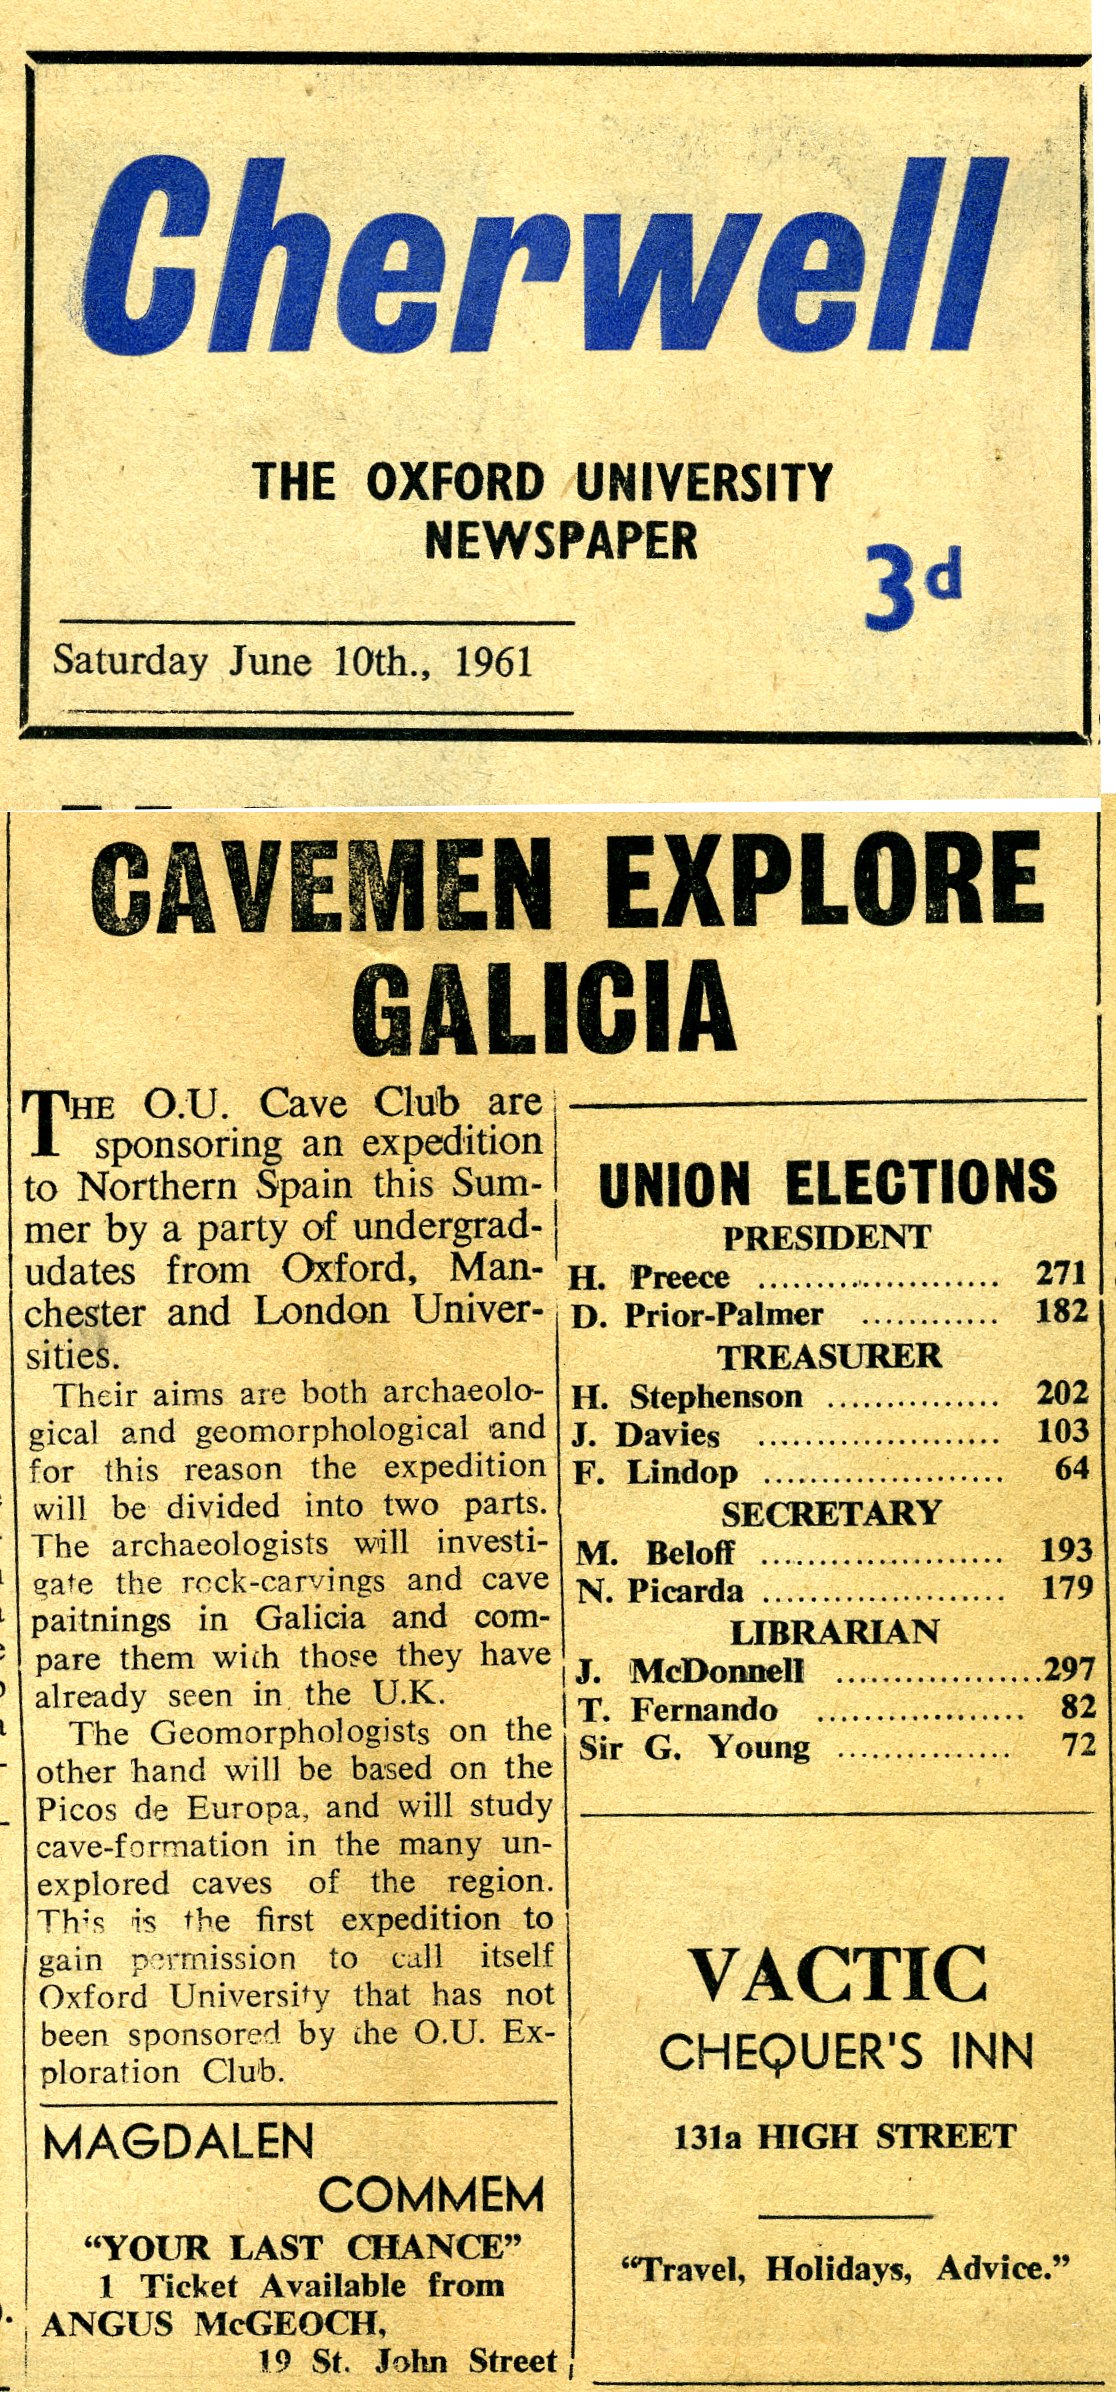 Cherwell
THE OXFORD UNIVERSITY
NEWSPAPER
3d
Saturday June 10th., 1961
CAVEMEN EXPLORE
GALICIA
THE O.U. Cave Club are
sponsoring an expedition
to Northern Spain this Sum-
mer by a party of undergrad-
udates from Oxford, Man-
chester and London Univer-
sities.
Their aims are both archaeolo-
gical and geomorphological and
for this reason the expedition
will be divided into two parts.
The archaeologists will investi-
gate the rock-carvings and cave
paitnings in Galicia and com-
pare them with those they have
already seen in the U.K.
The Geomorphologists on the
other hand will be based on the
Picos de Europa, and will study
cave-formation in the many un-
explored caves of the region.
This is the first expedition to
gain permission to call itself
Oxford University that has not
been sponsored by the O.U. Ex-
ploration Club.
MAGDALEN
COMMEM
“YOUR LAST CHANCE”
1 Ticket Available from
ANGUS McGEOCH,
19 St. John Street
UNION ELECTIONS
PRESIDENT
H. Preece ...................... 271
D. Prior-Palmer ............ 182
TREASURER
H. Stephenson ............... 202
J. Davies ..................... 103
F. Lindop ..................... 64
SECRETARY
M. Beloff ..................... 193
N. Picarda ..................... 179
LIBRARIAN
J. McDonnell ..................297
T. Fernando .................. 82
Sir G. Young ............... 72
VACTIC
CHEQUER'S INN
131a HIGH STREET
“Travel, Holidays, Advice.”